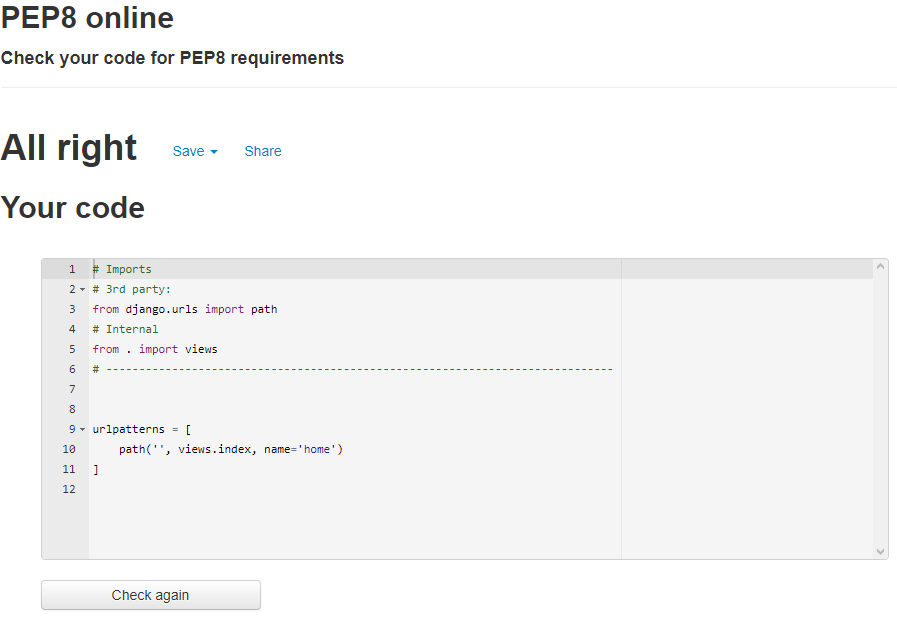 PEP8 online
Check your code for PEP8 requirements
All right Save Share
Your code
1 # Imports
2 # 3rd party:
3 from django.urls import path
4 # Internal
5 from . import views
6 # -----------------------------------------------------------------------------
7
8
9 urlpatterns = [
10     path('', views.index, name='home')
11 ]
12
Check again